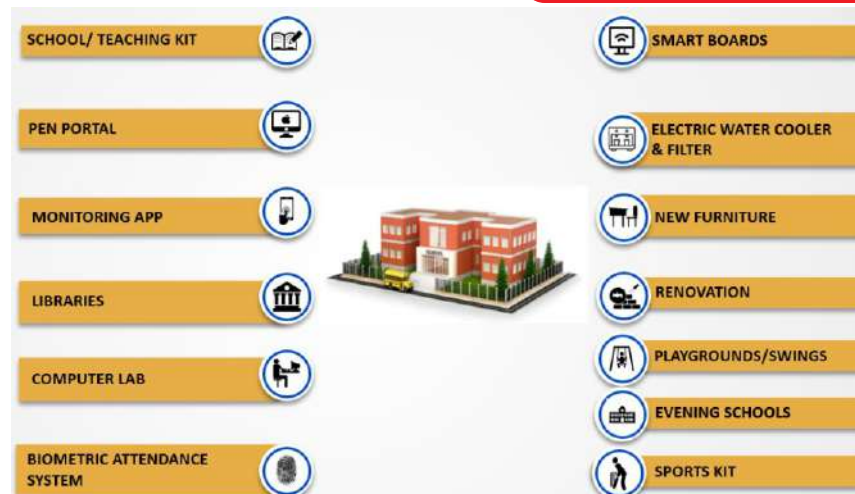 SCHOOL/ TEACHING KIT
PEN PORTAL
MONITORING APP
LIBRARIES
COMPUTER LAB
BIOMETRIC ATTENDANCE
SYSTEM
SMART BOARDS
ELECTRIC WATER COOLER
& FILTER
NEW FURNITURE
RENOVATION
PLAYGROUNDS/SWINGS
EVENING SCHOOLS
SPORTS KIT